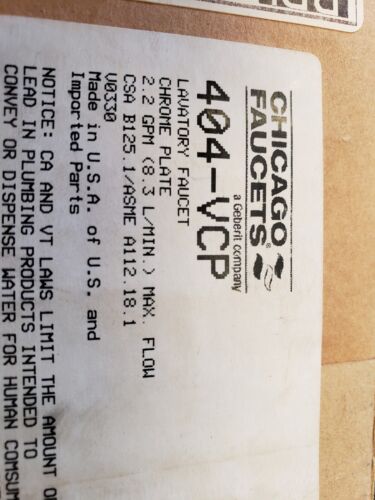 CHICAGO
FAUCETS®
a Geberit company
404-VCP
LAVATORY FAUCET
CHROME PLATE
2.2 GPM (8.3 L/MIN.) MAX. FLOW
CSA B125.1/ASME A112.18.1
V0330
Made in U.S.A. of U.S. and
Imported Parts
NOTICE: CA AND VT LAWS LIMIT THE AMOUNT O
LEAD IN PLUMBING PRODUCTS INTENDED TO
CONVEY OR DISPENSE WATER FOR HUMAN CONSUM